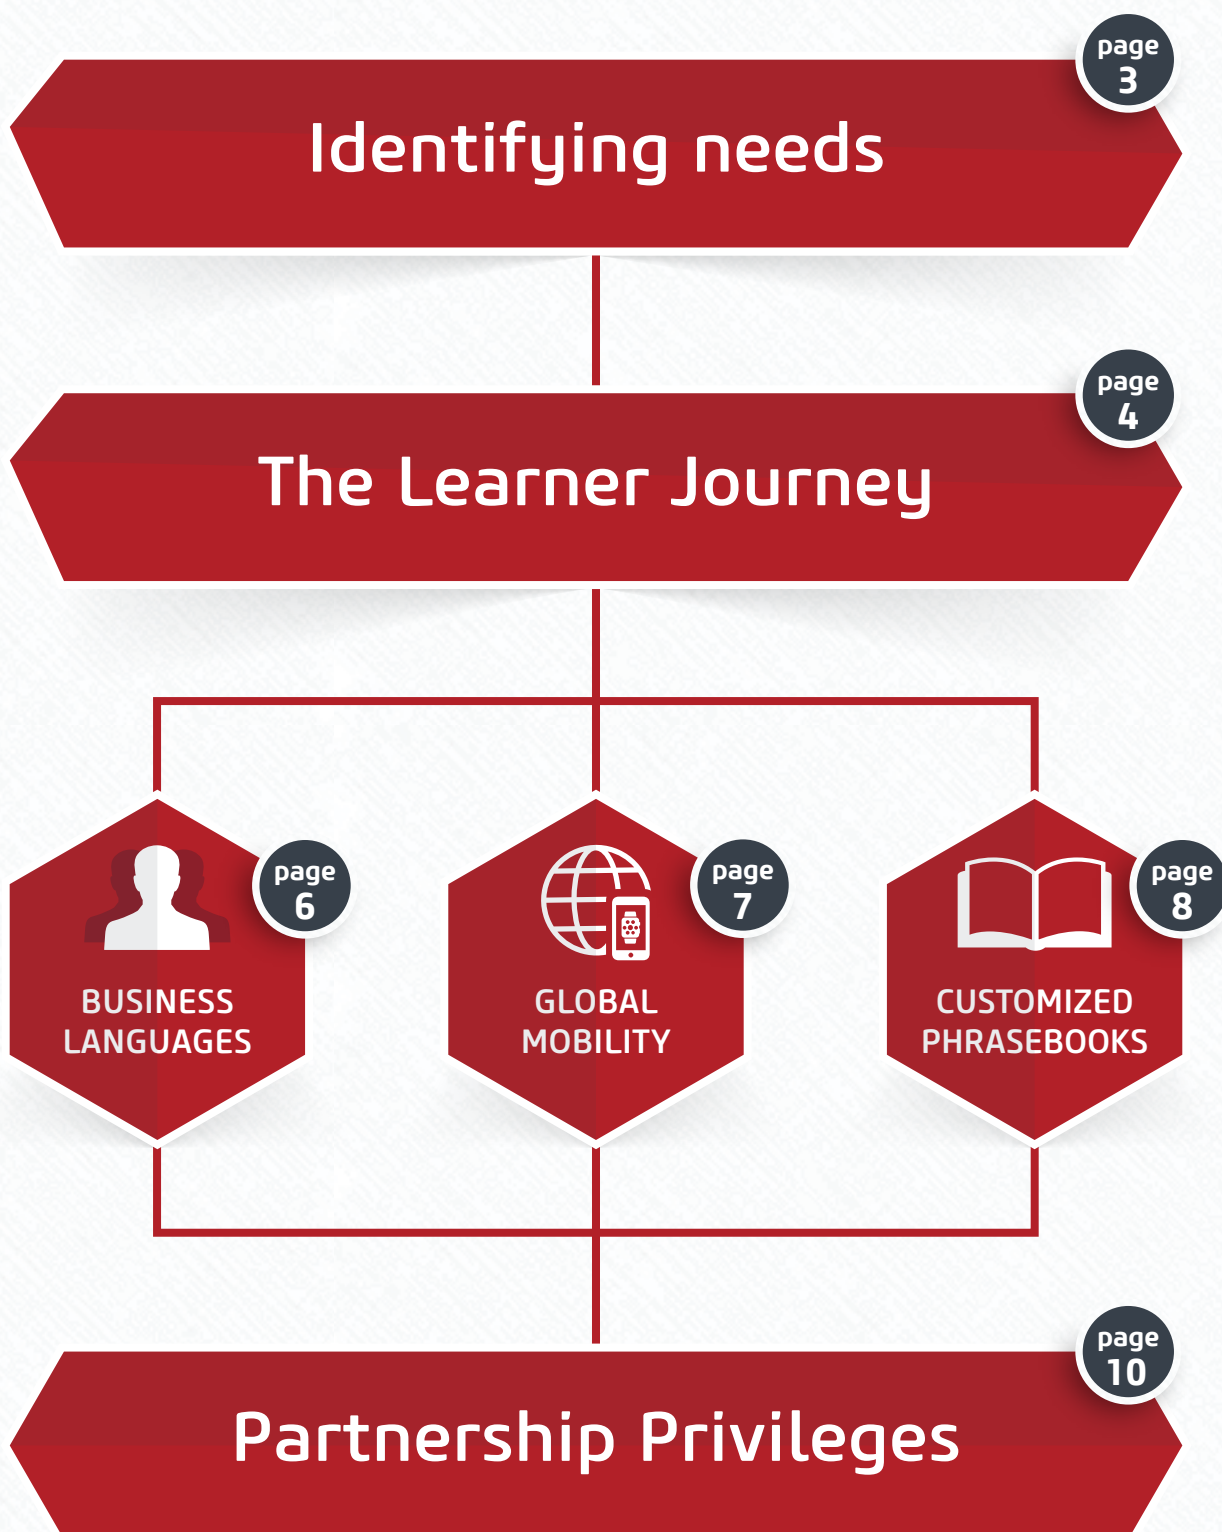 page
3
Identifying needs
page
4
The Learner Journey
page
6
BUSINESS
LANGUAGES
page
7
GLOBAL
MOBILITY
page
8
CUSTOMIZED
PHRASEBOOKS
page
10
Partnership Privileges